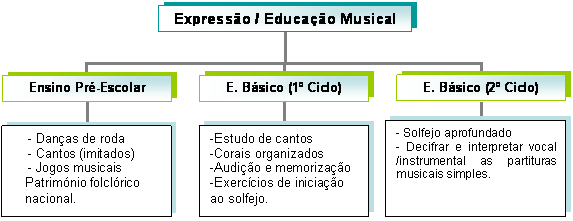 Expressão / Educação Musical
Ensino Pré-Escolar
- Danças de roda
- Cantos (imitados)
- Jogos musicais
Património folclórico
nacional.
E. Básico (1º Ciclo)
-Estudo de cantos
-Corais organizados
-Audição e memorização
-Exercícios de iniciação
ao solfejo.
E. Básico (2º Ciclo)
- Solfejo aprofundado
- Decifrar e interpretar vocal
/instrumental as partituras
musicais simples.